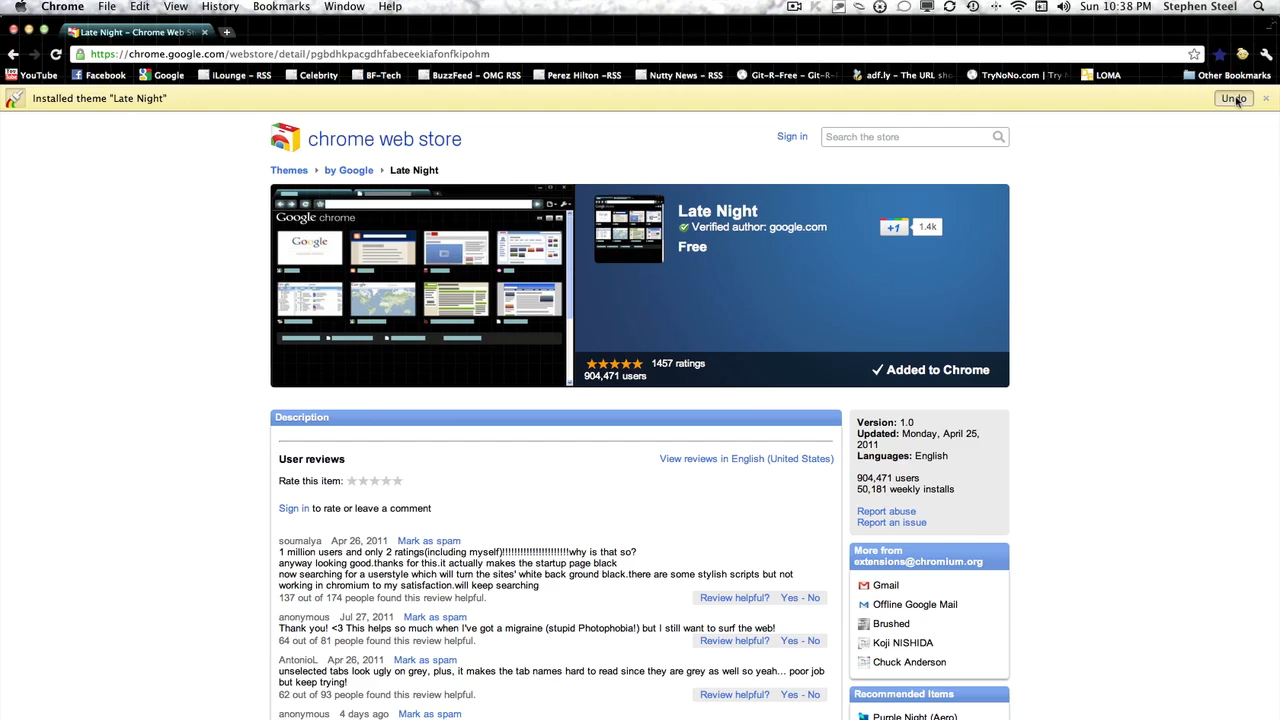 Chrome File Edit View History Bookmarks Window Help Sun 10:38 PM Stephen Steel
Late Night – Chrome Web St
https://chrome.google.com/webstore/detail/pgbdhkpacgdhfabeceekiafonfkipohm
YouTube Facebook Google iLounge – RSS Celebrity BF-Tech BuzzFeed – OMG RSS Perez Hilton –RSS Nutty News – RSS Git-R-Free – Git-R- adf.ly – The URL sh TryNoNo.com | Try LOMA Other Bookmarks
Installed theme "Late Night" Undo
chrome web store
Sign in Search the store
Themes by Google Late Night
Google chrome
Google
Late Night
Verified author: google.com
Free
+1 1.4k
1457 ratings
904,471 users
Added to Chrome
Description
User reviews View reviews in English (United States)
Rate this item:
Sign in to rate or leave a comment
soumalya Apr 26, 2011 Mark as spam
1 million users and only 2 ratings(including myself)!!!!!!!!!!!!!!!!!!!!!!why is that so?
anyway looking good.thanks for this.it actually makes the startup page black
now searching for a userstyle which will turn the sites' white back ground black.there are some stylish scripts but not
working in chromium to my satisfaction.will keep searching
137 out of 174 people found this review helpful. Review helpful? Yes - No
anonymous Jul 27, 2011 Mark as spam
Thank you! <3 This helps so much when I've got a migraine (stupid Photophobia!) but I still want to surf the web!
64 out of 81 people found this review helpful. Review helpful? Yes - No
AntonioL Apr 26, 2011 Mark as spam
unselected tabs look ugly on grey, plus, it makes the tab names hard to read since they are grey as well so yeah... poor job
but keep trying!
62 out of 93 people found this review helpful. Review helpful? Yes - No
anonymous 4 days ago Mark as spam
Version: 1.0
Updated: Monday, April 25,
2011
Languages: English
904,471 users
50,181 weekly installs
Report abuse
Report an issue
More from
extensions@chromium.org
Gmail
Offline Google Mail
Brushed
Koji NISHIDA
Chuck Anderson
Recommended Items
Purple Night (Aero)